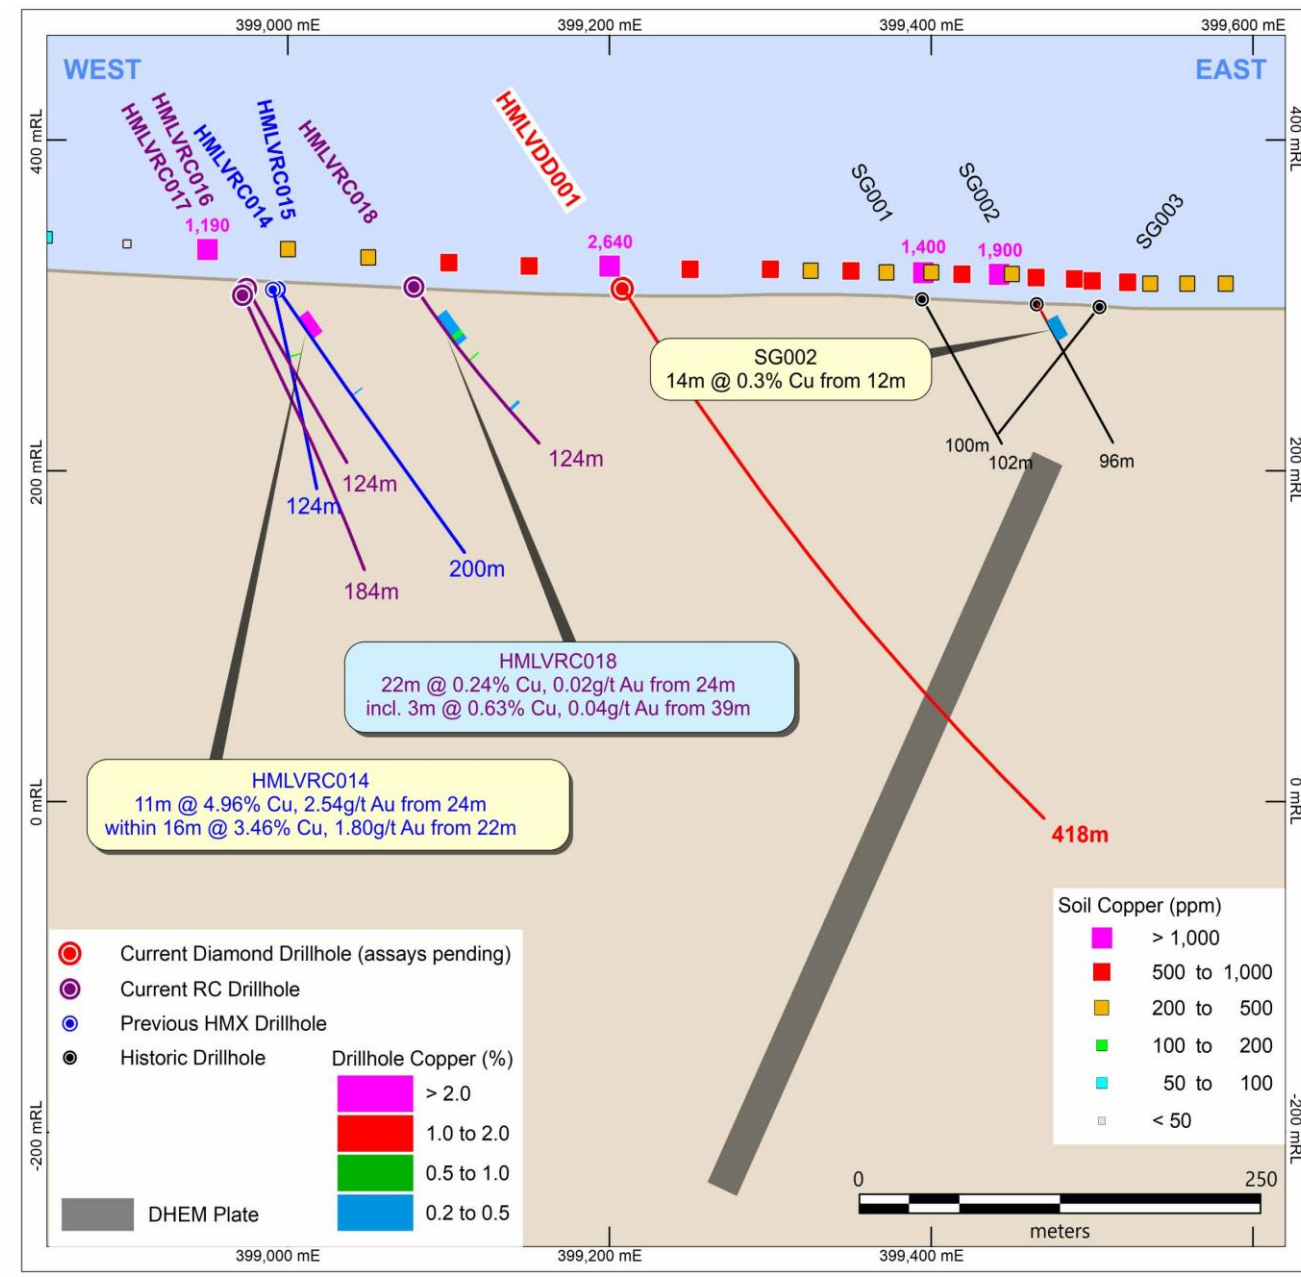 399,000 mE
399,200 mE
399,400 mE
399,600 mE
WEST
EAST
400 mRL
400 mRL
HMLVRC017
HMLVRC016
HMLVRC014
HMLVRC015
HMLVRC018
HMLVDD001
SG001
SG002
SG003
1,190
2,640
1,400
1,900
SG002
14m @ 0.3% Cu from 12m
200 mRL
200 mRL
124m
124m
184m
200m
124m
100m
102m
96m
HMLVRC018
22m @ 0.24% Cu, 0.02g/t Au from 24m
incl. 3m @ 0.63% Cu, 0.04g/t Au from 39m
HMLVRC014
11m @ 4.96% Cu, 2.54g/t Au from 24m
within 16m @ 3.46% Cu, 1.80g/t Au from 22m
0 mRL
0 mRL
418m
Current Diamond Drillhole (assays pending)
Current RC Drillhole
Previous HMX Drillhole
Historic Drillhole
Drillhole Copper (%)
> 2.0
1.0 to 2.0
0.5 to 1.0
0.2 to 0.5
DHEM Plate
-200 mRL
-200 mRL
Soil Copper (ppm)
> 1,000
500 to 1,000
200 to 500
100 to 200
50 to 100
< 50
0
250
meters
399,000 mE
399,200 mE
399,400 mE